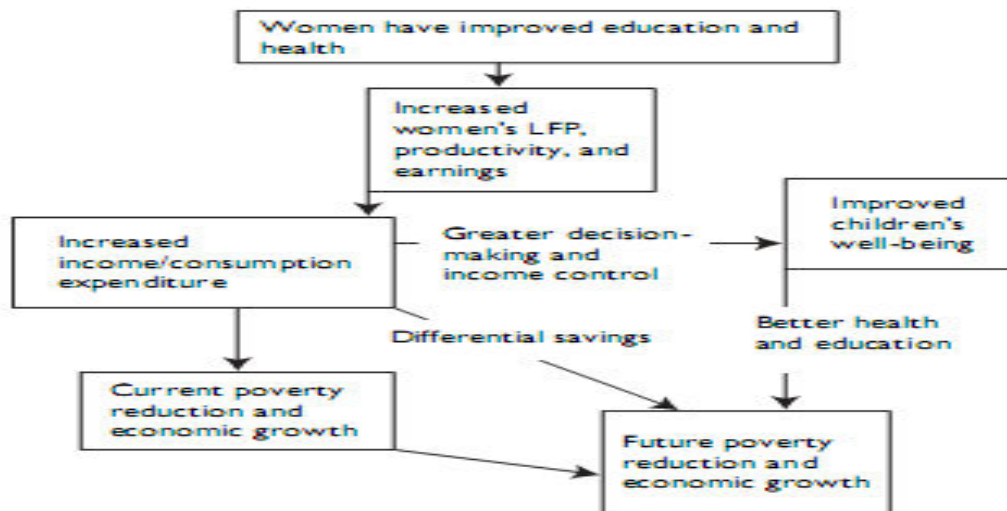 Women have improved education and
health
Increased
women's LFP,
productivity, and
earnings
Improved
children's
well-being
Increased
income/consumption
expenditure
Greater decision-
making and
income control
Differential savings
Better health
and education
Current poverty
reduction and
economic growth
Future poverty
reduction and
economic growth